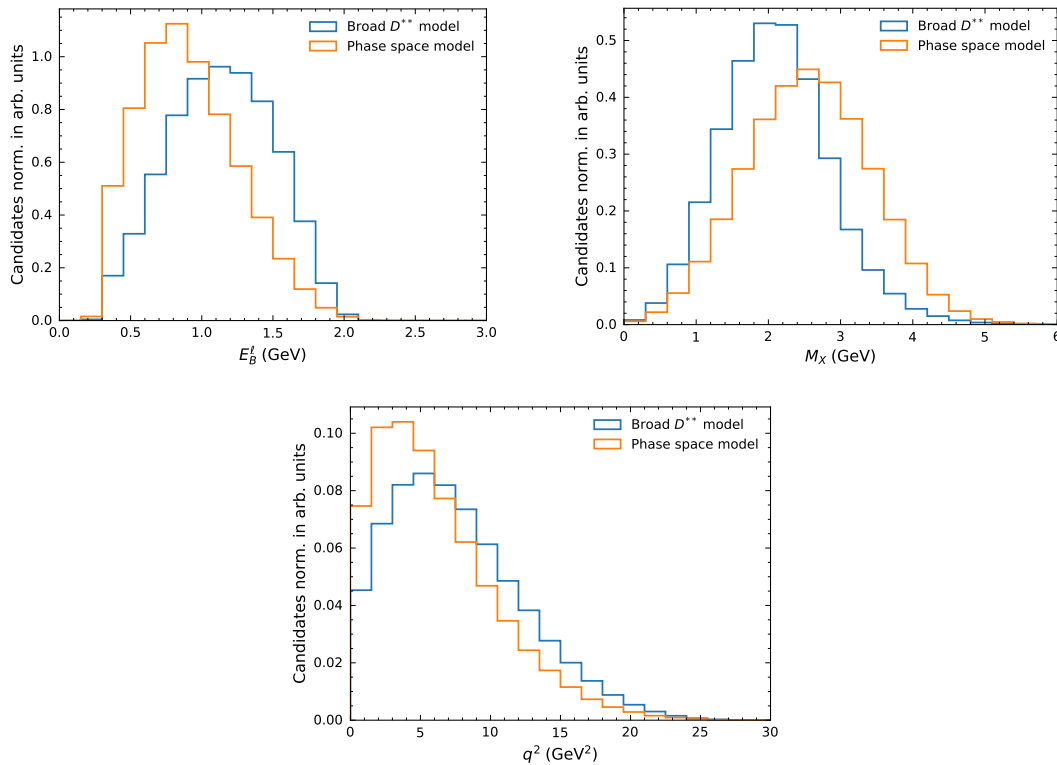 Candidates norm. in arb. units
1.0
0.8
0.6
0.4
0.2
0.0
Broad D** model
Phase space model
0.0 0.5 1.0 1.5 2.0 2.5 3.0
E_B^ℓ (GeV)
Candidates norm. in arb. units
0.5
0.4
0.3
0.2
0.1
0.0
Broad D** model
Phase space model
0 1 2 3 4 5 6
M_X (GeV)
Candidates norm. in arb. units
0.10
0.08
0.06
0.04
0.02
0.00
Broad D** model
Phase space model
0 5 10 15 20 25 30
q² (GeV²)